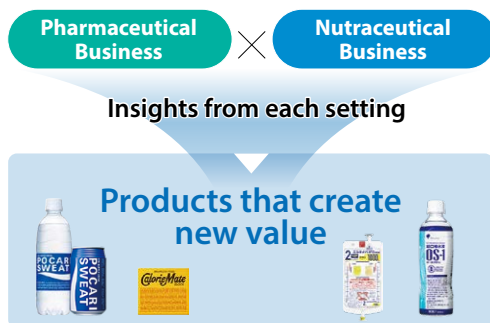 Pharmaceutical
Business
Nutraceutical
Business
Insights from each setting
Products that create
new value
POCARI
SWEAT
POCARI
SWEAT
CalorieMate
2
OS-1